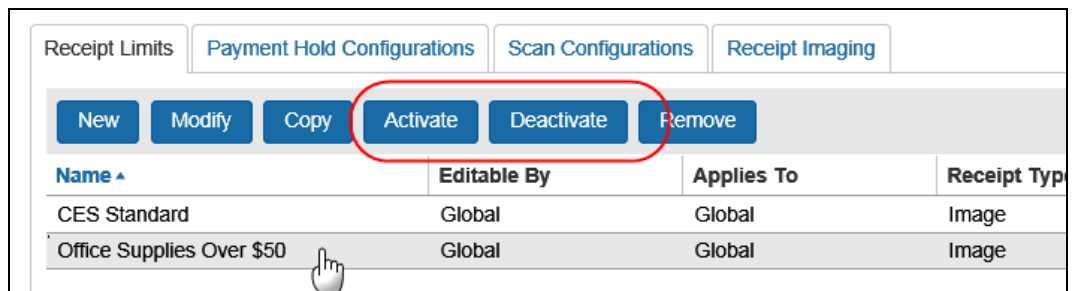 Receipt Limits Payment Hold Configurations Scan Configurations Receipt Imaging
New Modify Copy Activate Deactivate Remove
Name Editable By Applies To Receipt Typ
CES Standard Global Global Image
Office Supplies Over $50 Global Global Image